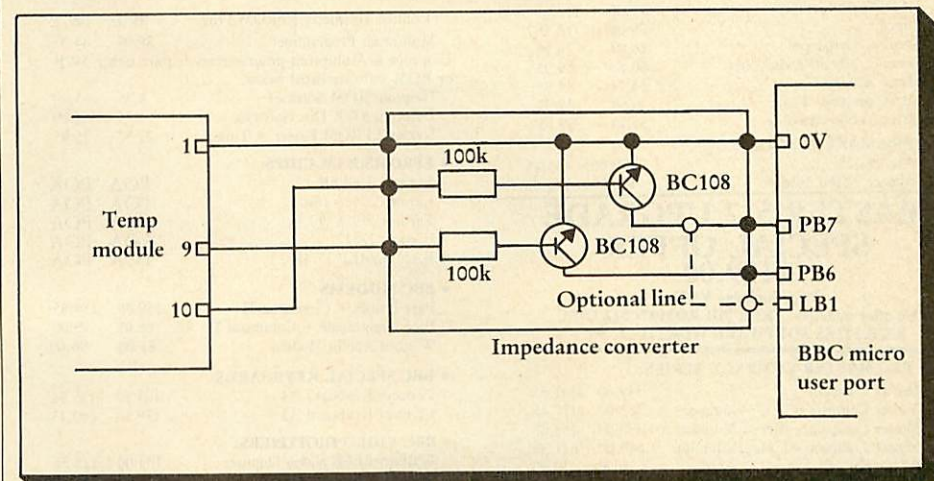 1
100k
0V
BC108
Temp
module
PB7
9
BC108
PB6
100k
10
Optional line
LB1
Impedance converter
BBC micro
user port